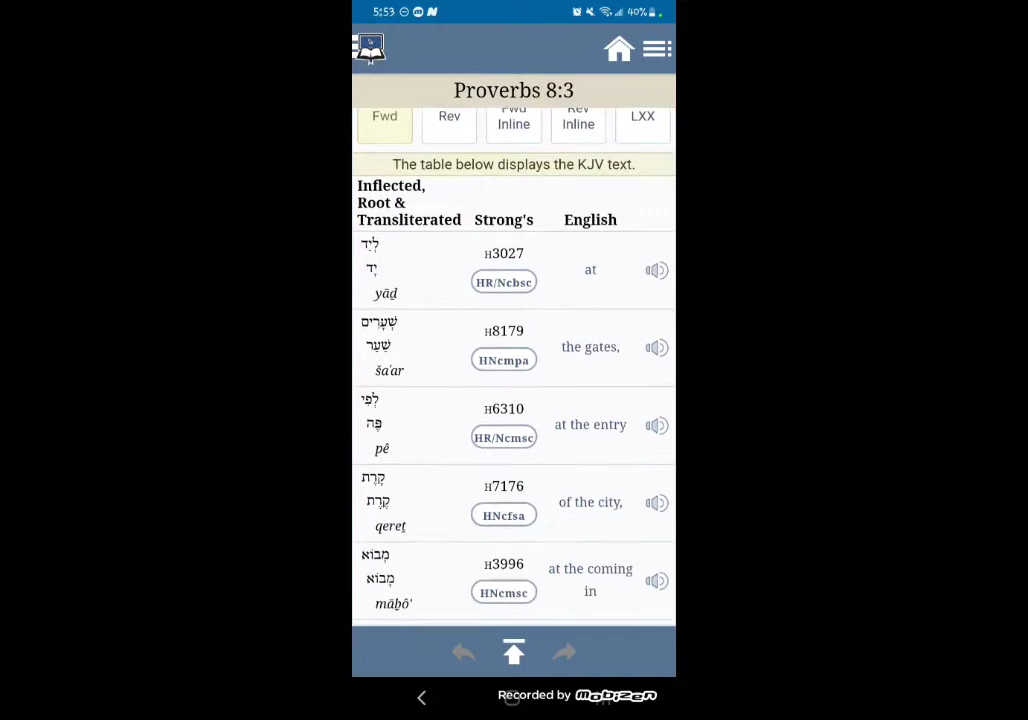 5:53
40%
Proverbs 8:3
Fwd
Rev
Fwd
Inline
Rev
Inline
LXX
The table below displays the KJV text.
Inflected,
Root &
Transliterated
Strong's
English
לְיַד
יָד
yāḏ
H3027
HR/Ncbsc
at
שְׁעָרִים
שַׁעַר
šaʿar
H8179
HNcmpa
the gates,
לְפִי
פֶּה
pê
H6310
HR/Ncmsc
at the entry
קָרֶת
קֶרֶת
qereṯ
H7176
HNcfsa
of the city,
מְבוֹא
מָבוֹא
māḇô'
H3996
HNcmsc
at the coming
in
Recorded by mobizen